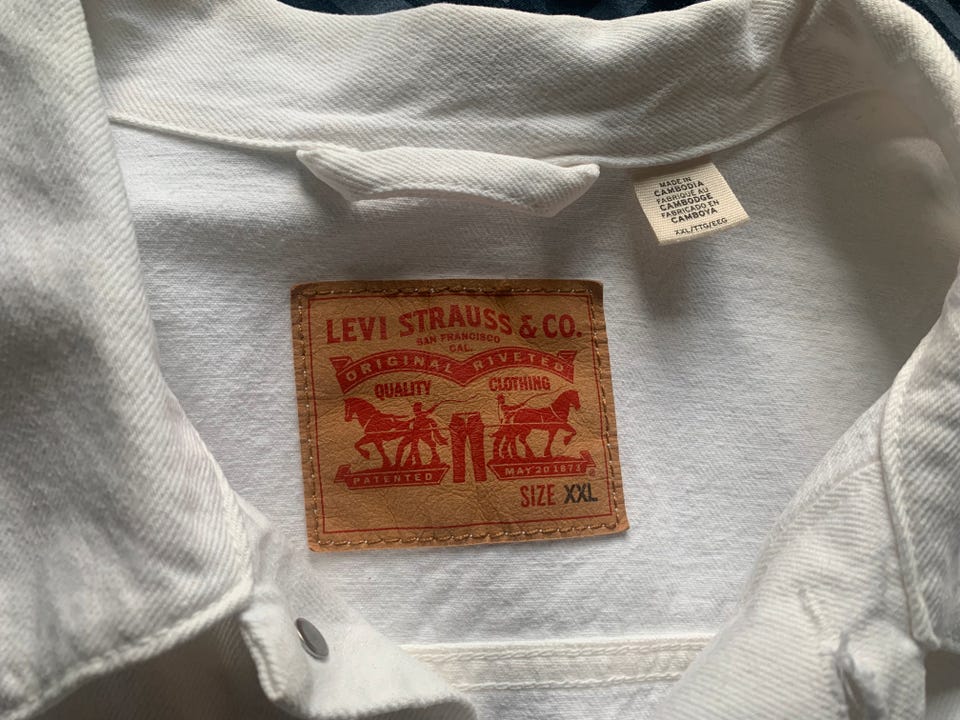 LEVI STRAUSS & CO.
SAN FRANCISCO
CAL.
ORIGINAL RIVETED
QUALITY CLOTHING
PATENTED MAY 20 1873
SIZE XXL
MADE IN
CAMBODIA
FABRIQUÉ AU
CAMBODGE
FABRICADO EN
CAMBOYA
XXL/TTG/EEG